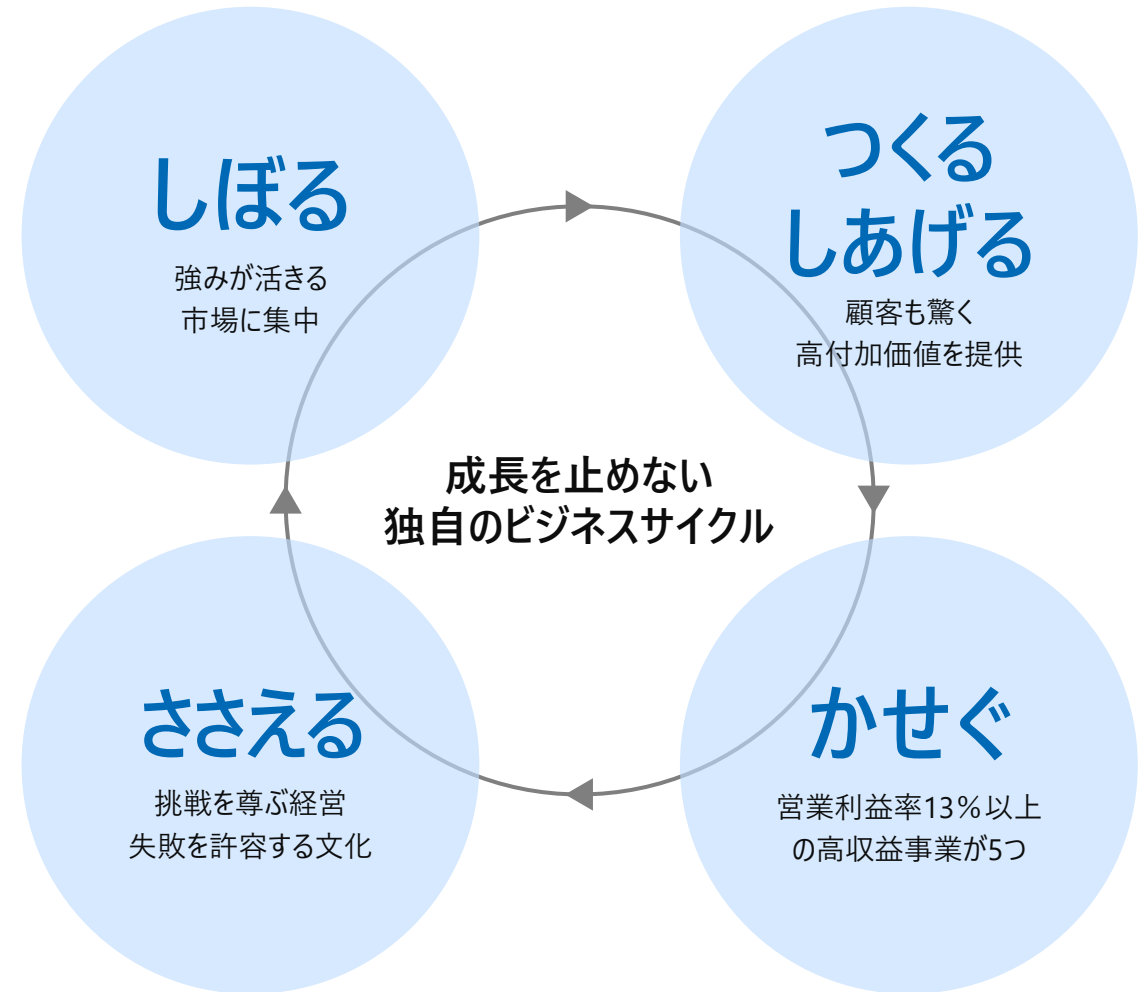 しぼる
強みが活きる
市場に集中
つくる
しあげる
顧客も驚く
高付加価値を提供
成長を止めない
独自のビジネスサイクル
ささえる
挑戦を尊ぶ経営
失敗を許容する文化
かせぐ
営業利益率13%以上
の高収益事業が5つ